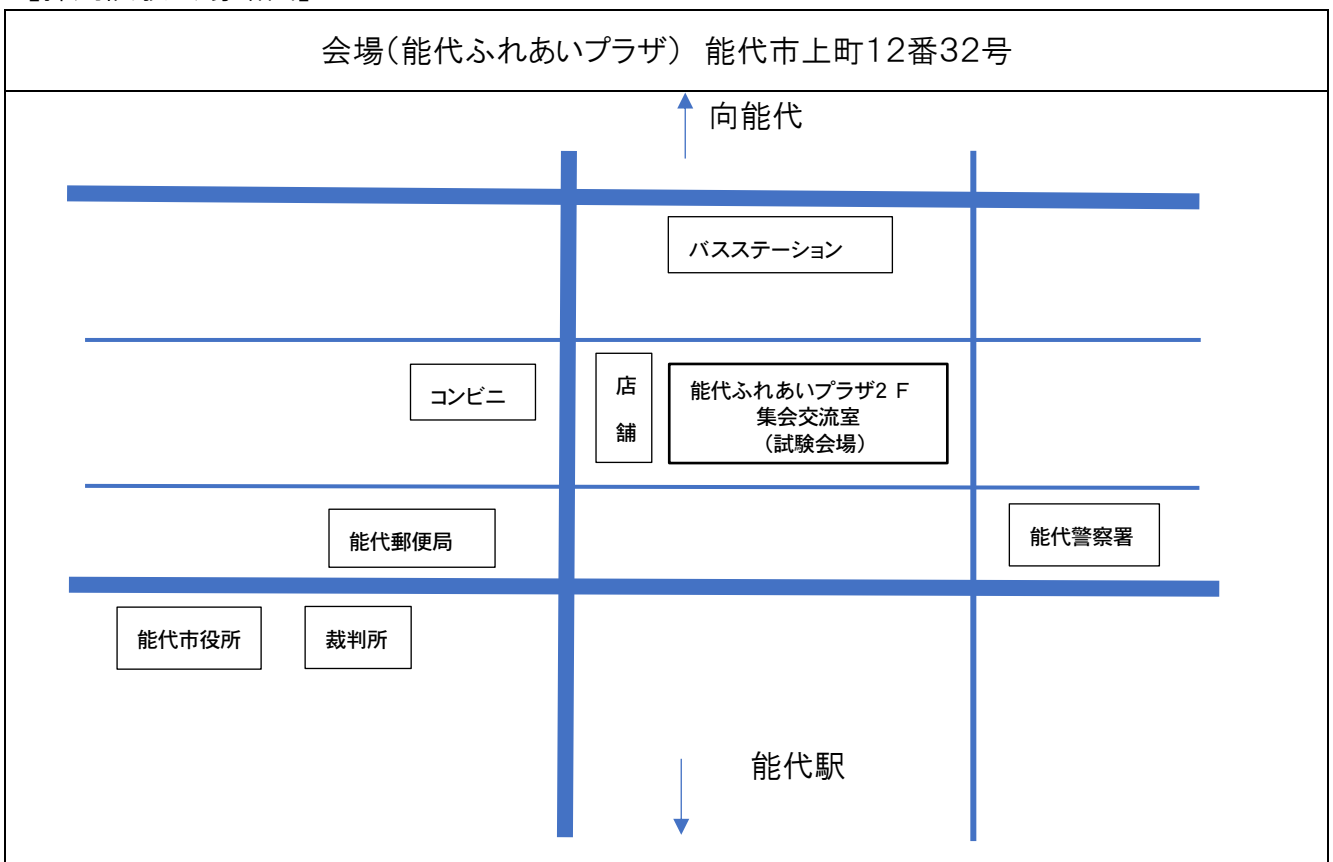 会場(能代ふれあいプラザ) 能代市上町12番32号
向能代
バスステーション
コンビニ
店
舗
能代ふれあいプラザ2 F
集会交流室
(試験会場)
能代郵便局
能代警察署
能代市役所
裁判所
能代駅